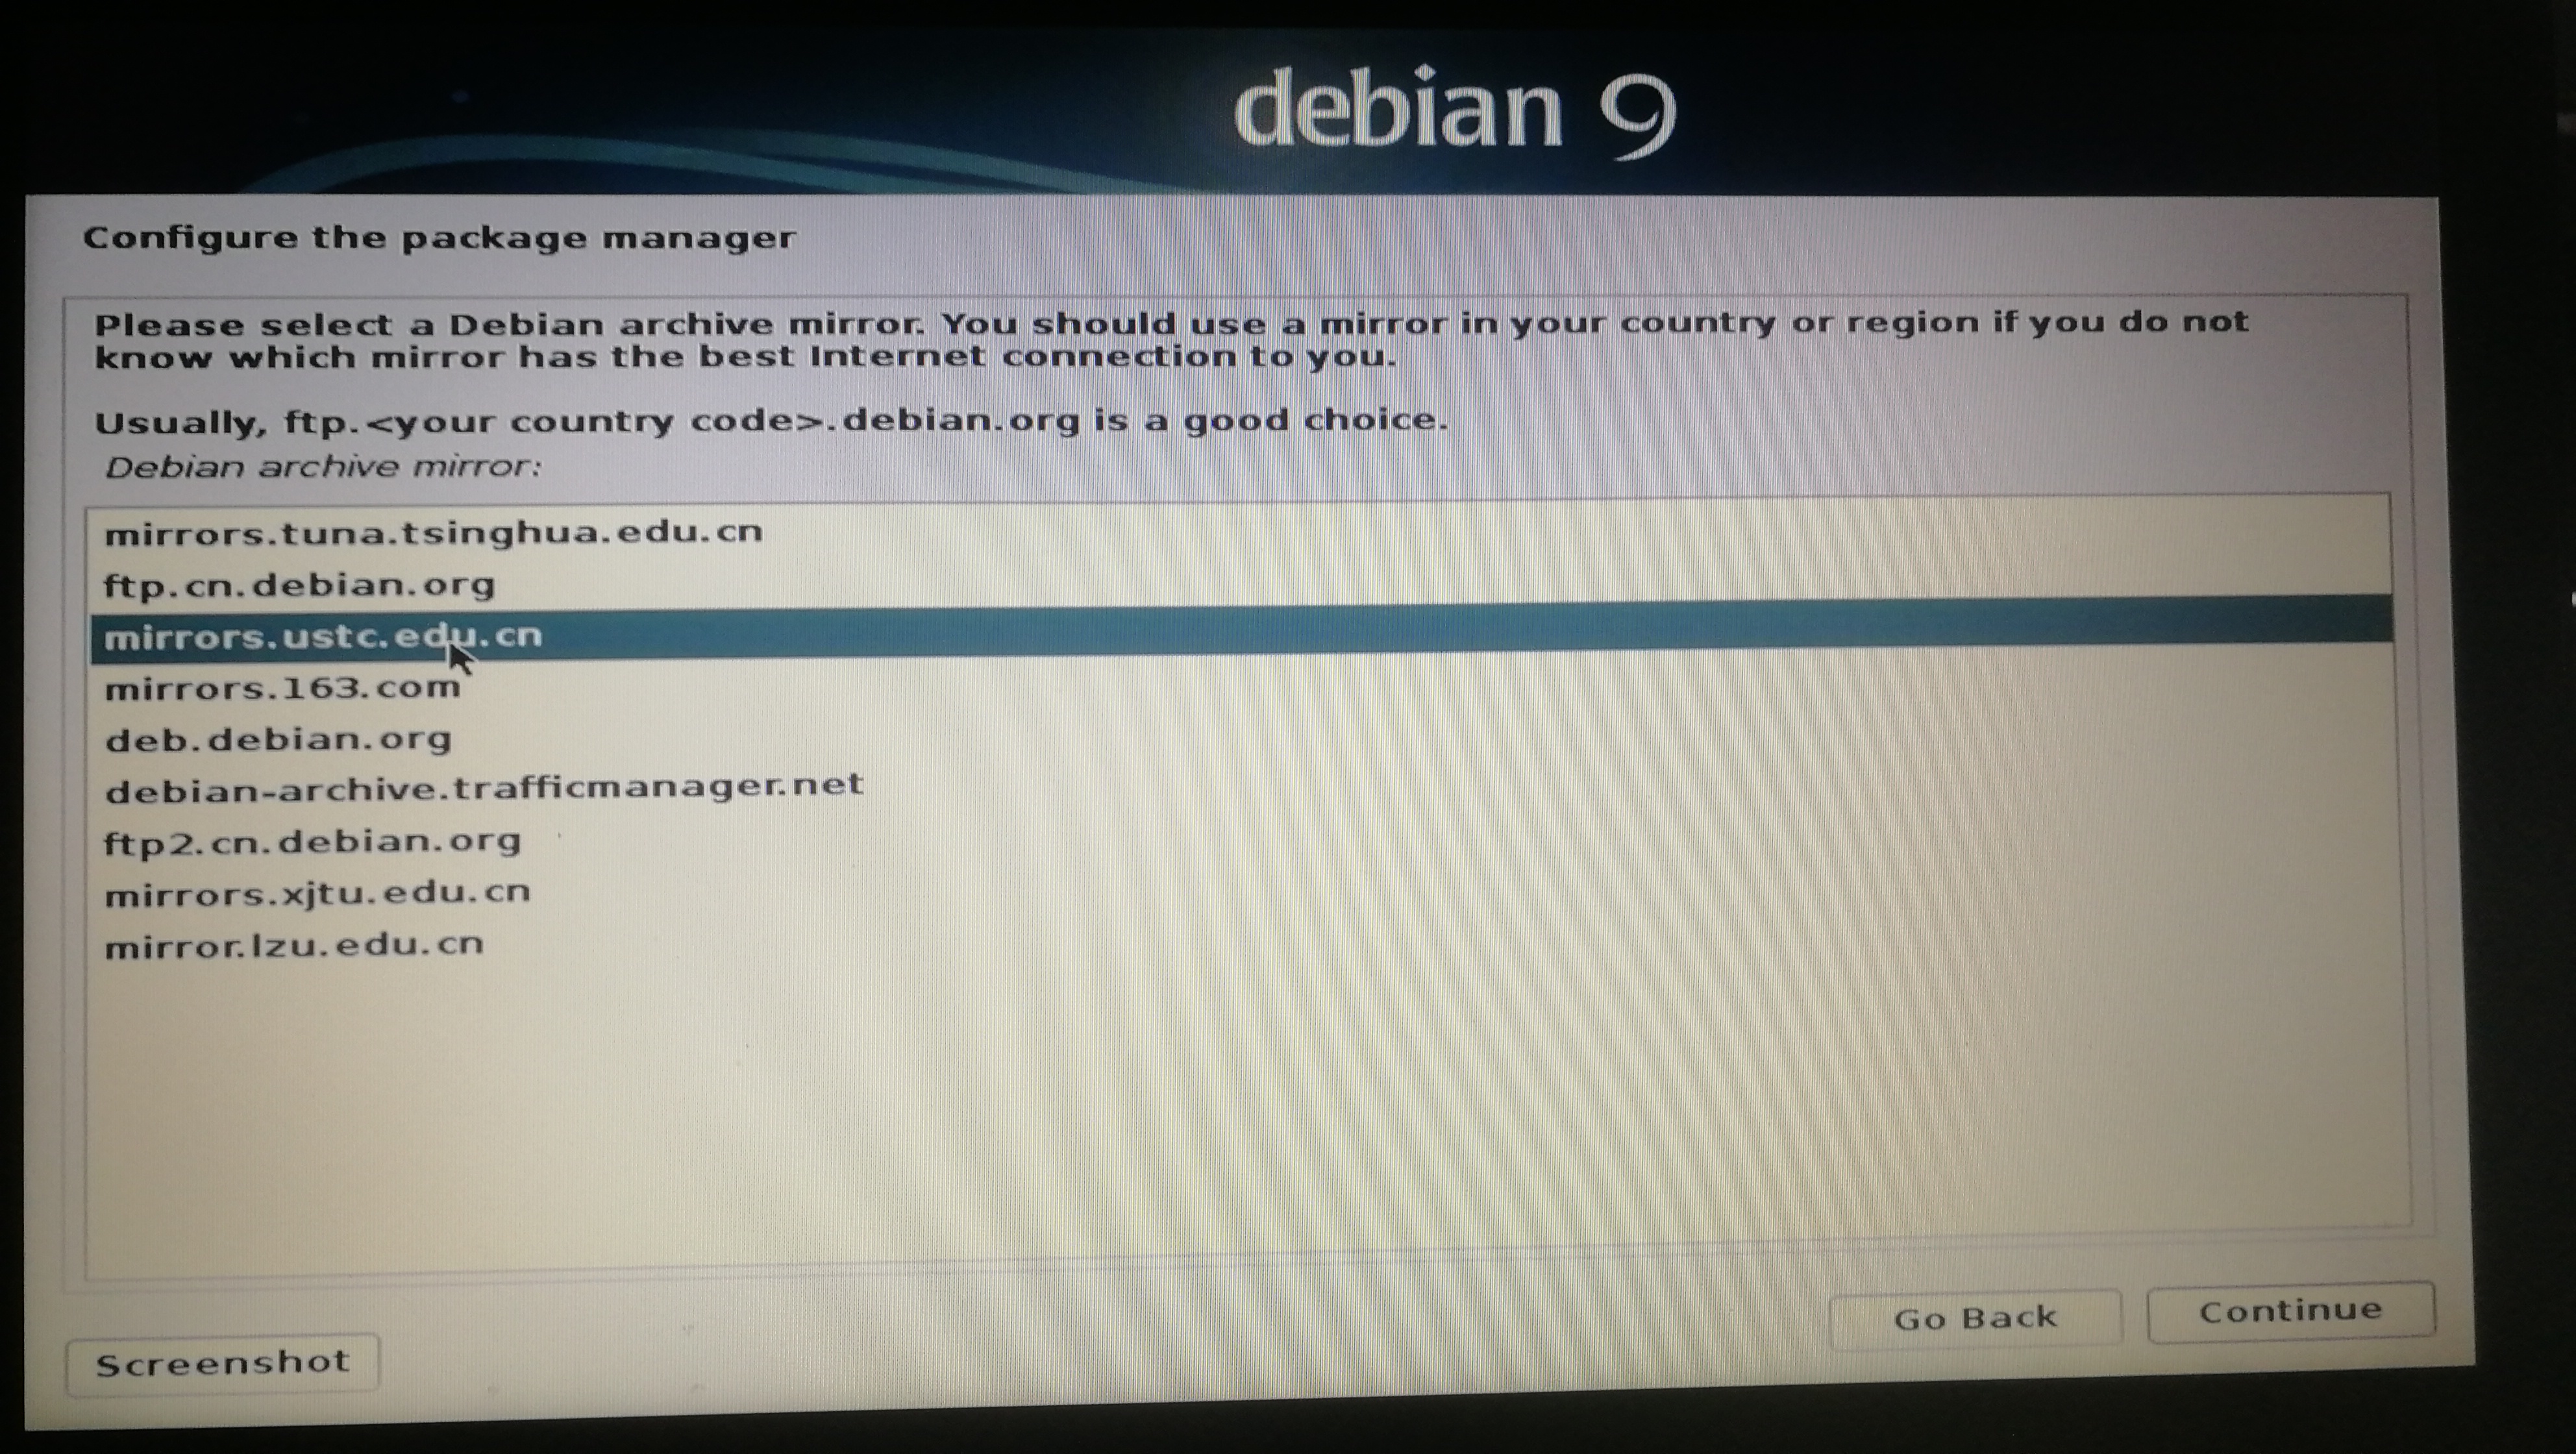 debian 9
Configure the package manager
Please select a Debian archive mirror. You should use a mirror in your country or region if you do not
know which mirror has the best Internet connection to you.
Usually, ftp.<your country code>.debian.org is a good choice.
Debian archive mirror:
mirrors.tuna.tsinghua.edu.cn
ftp.cn.debian.org
mirrors.ustc.edu.cn
mirrors.163.com
deb.debian.org
debian-archive.trafficmanager.net
ftp2.cn.debian.org
mirrors.xjtu.edu.cn
mirror.lzu.edu.cn
Go Back
Continue
Screenshot